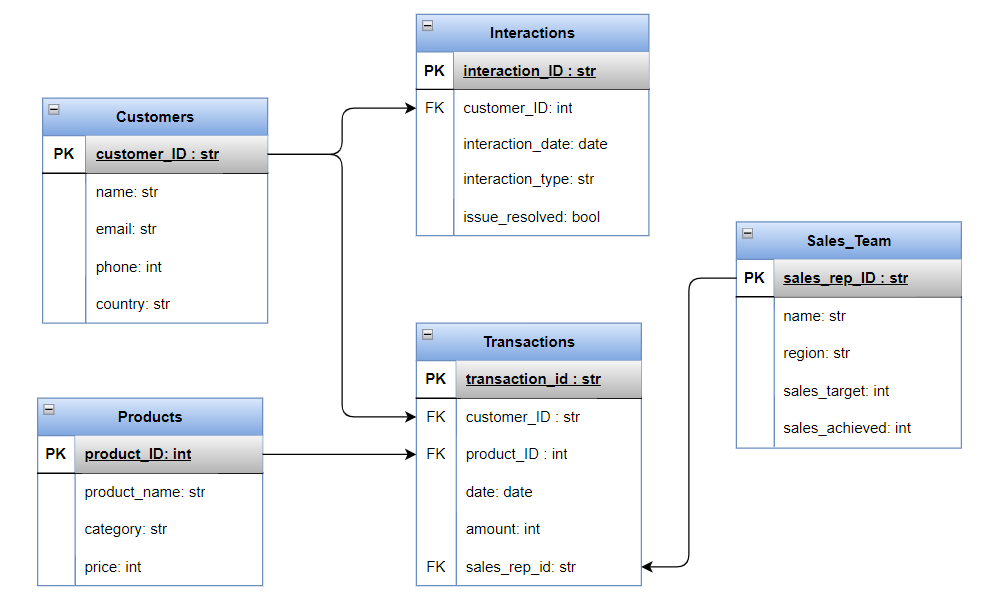 Interactions
PK interaction_ID : str
FK customer_ID: int
interaction_date: date
interaction_type: str
issue_resolved: bool
Customers
PK customer_ID : str
name: str
email: str
phone: int
country: str
Sales_Team
PK sales_rep_ID : str
name: str
region: str
sales_target: int
sales_achieved: int
Transactions
PK transaction_id : str
FK customer_ID : str
FK product_ID : int
date: date
amount: int
FK sales_rep_id: str
Products
PK product_ID: int
product_name: str
category: str
price: int